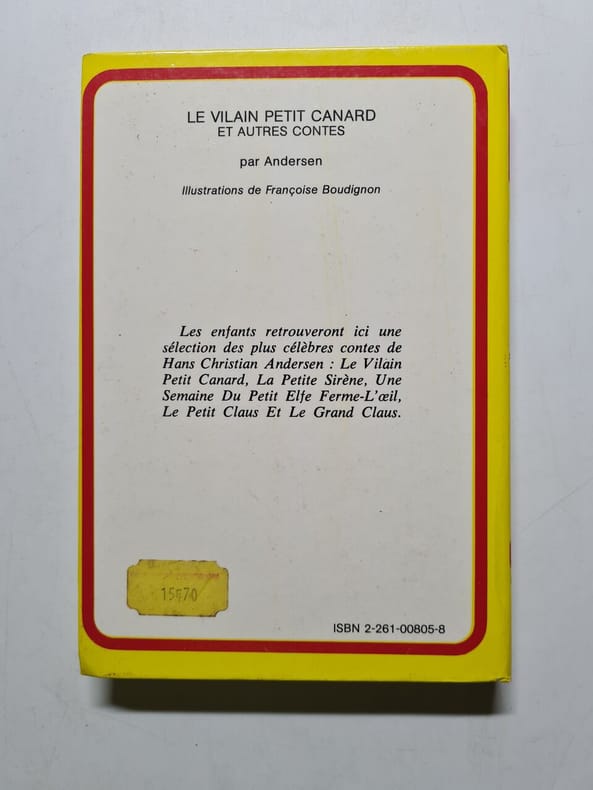 LE VILAIN PETIT CANARD
ET AUTRES CONTES
par Andersen
Illustrations de Françoise Boudignon
Les enfants retrouveront ici une
sélection des plus célèbres contes de
Hans Christian Andersen : Le Vilain
Petit Canard, La Petite Sirène, Une
Semaine Du Petit Elfe Ferme-L'œil,
Le Petit Claus Et Le Grand Claus.
ISBN 2-261-00805-8